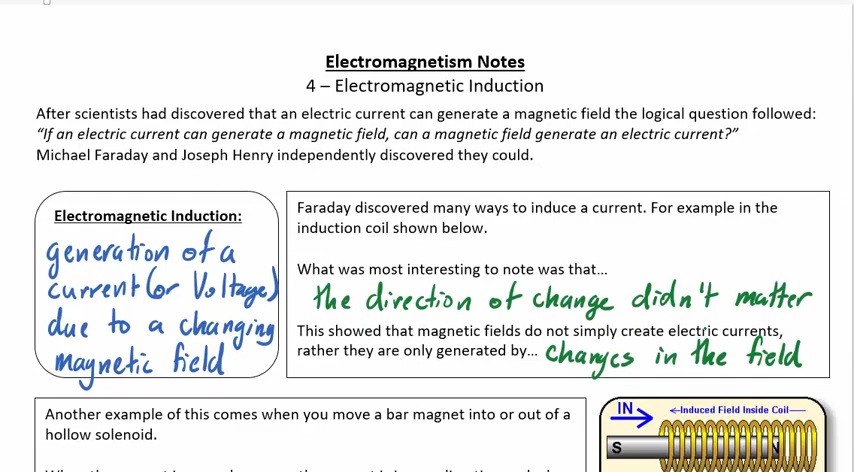 Electromagnetism Notes
4 – Electromagnetic Induction
After scientists had discovered that an electric current can generate a magnetic field the logical question followed:
“If an electric current can generate a magnetic field, can a magnetic field generate an electric current?”
Michael Faraday and Joseph Henry independently discovered they could.
Electromagnetic Induction:
generation of a
current (or Voltage)
due to a changing
magnetic field
Faraday discovered many ways to induce a current. For example in the
induction coil shown below.
What was most interesting to note was that…
the direction of change didn't matter
This showed that magnetic fields do not simply create electric currents,
rather they are only generated by… changes in the field
Another example of this comes when you move a bar magnet into or out of a
hollow solenoid.
IN
←Induced Field Inside Coil
S
N